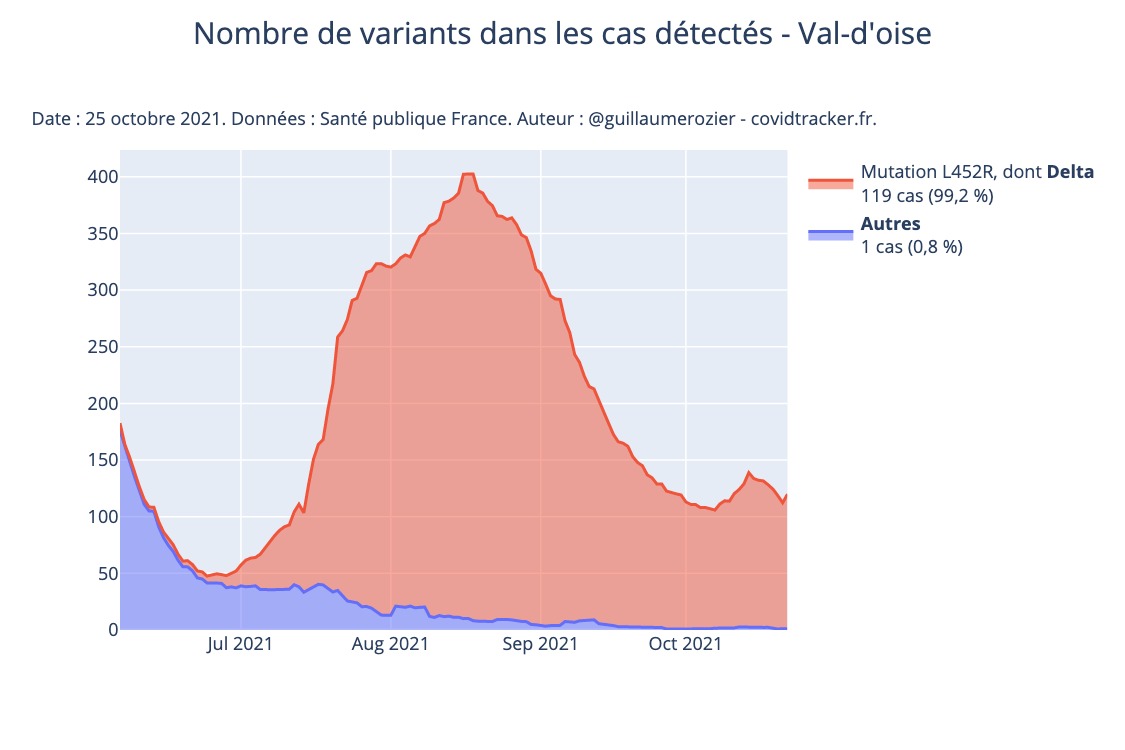 Nombre de variants dans les cas détectés - Val-d'oise
Date : 25 octobre 2021. Données : Santé publique France. Auteur : @guillaumerozier - covidtracker.fr.
Mutation L452R, dont Delta
119 cas (99,2 %)
Autres
1 cas (0,8 %)
400
350
300
250
200
150
100
50
0
Jul 2021 Aug 2021 Sep 2021 Oct 2021